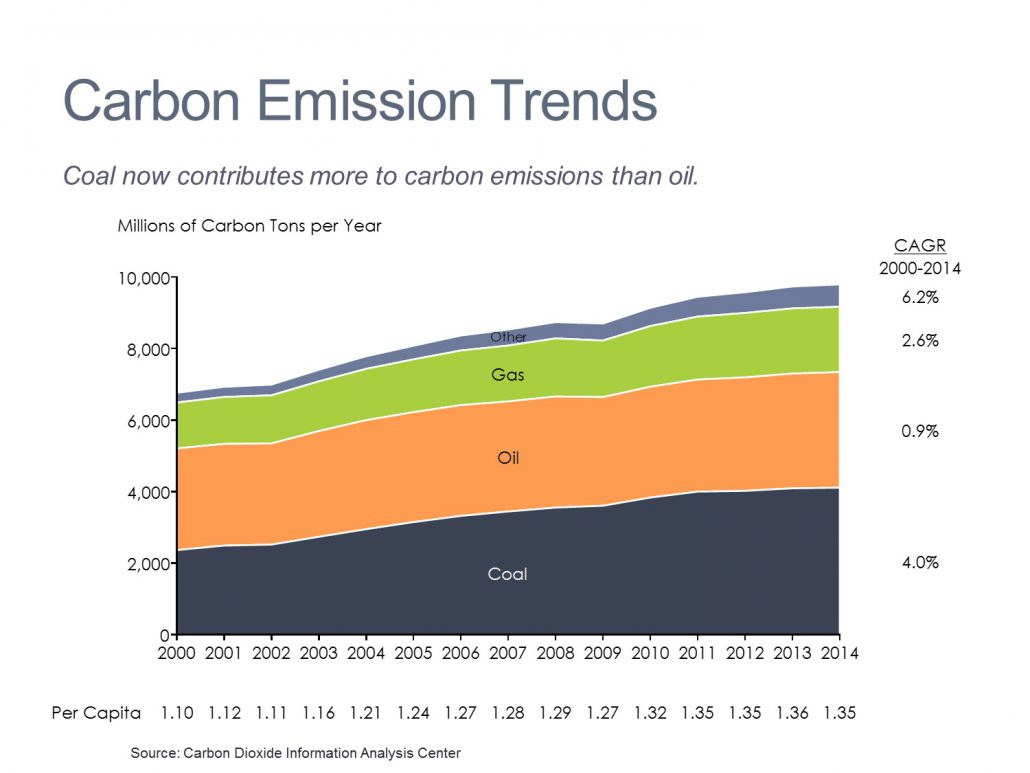 Carbon Emission Trends
Coal now contributes more to carbon emissions than oil.
Millions of Carbon Tons per Year
CAGR
2000-2014
10,000
6.2%
Other
2.6%
8,000
Gas
6,000
0.9%
Oil
4,000
2,000
4.0%
Coal
0
2000 2001 2002 2003 2004 2005 2006 2007 2008 2009 2010 2011 2012 2013 2014
Per Capita 1.10 1.12 1.11 1.16 1.21 1.24 1.27 1.28 1.29 1.27 1.32 1.35 1.35 1.36 1.35
Source: Carbon Dioxide Information Analysis Center